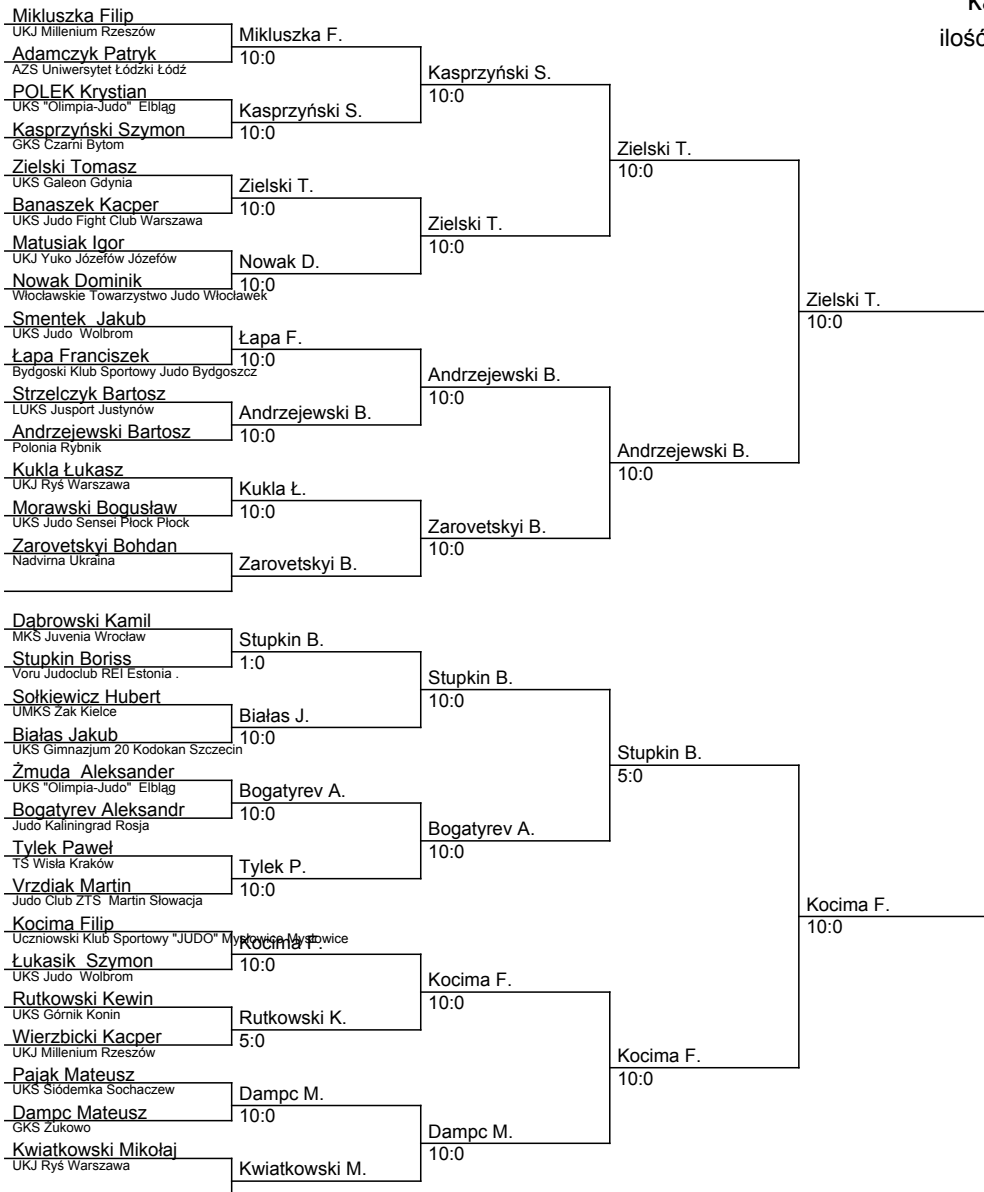 Ka
ilość
Mikluszka Filip
UKJ Millenium Rzeszów
Adamczyk Patryk
AZS Uniwersytet Łódzki Łódź
POLEK Krystian
UKS "Olimpia-Judo"  Elbląg
Kasprzyński Szymon
GKS Czarni Bytom
Zielski Tomasz
UKS Galeon Gdynia
Banaszek Kacper
UKS Judo Fight Club Warszawa
Matusiak Igor
UKJ Yuko Józefów Józefów
Nowak Dominik
Włocławskie Towarzystwo Judo Włocławek
Smentek  Jakub
UKS Judo  Wolbrom
Łapa Franciszek
Bydgoski Klub Sportowy Judo Bydgoszcz
Strzelczyk Bartosz
LUKS Jusport Justynów
Andrzejewski Bartosz
Polonia Rybnik
Kukla Łukasz
UKJ Ryś Warszawa
Morawski Bogusław
UKS Judo Sensei Płock Płock
Zarovetskyi Bohdan
Nadvirna Ukraina
Mikluszka F.
10:0
Kasprzyński S.
10:0
Zielski T.
10:0
Nowak D.
10:0
Łapa F.
10:0
Andrzejewski B.
10:0
Kukla Ł.
10:0
Zarovetskyi B.
Kasprzyński S.
10:0
Zielski T.
10:0
Andrzejewski B.
10:0
Zarovetskyi B.
10:0
Zielski T.
10:0
Andrzejewski B.
10:0
Zielski T.
10:0
Dąbrowski Kamil
MKS Juvenia Wrocław
Stupkin Boriss
Voru Judoclub REI Estonia .
Sołkiewicz Hubert
UMKS Żak Kielce
Białas Jakub
UKS Gimnazjum 20 Kodokan Szczecin
Żmuda  Aleksander
UKS "Olimpia-Judo"  Elbląg
Bogatyrev Aleksandr
Judo Kaliningrad Rosja
Tylek Paweł
TS Wisła Kraków
Vrzdiak Martin
Judo Club ZTS  Martin Słowacja
Kocima Filip
Uczniowski Klub Sportowy "JUDO" Mysłowice Mysłowice
Łukasik  Szymon
UKS Judo  Wolbrom
Rutkowski Kewin
UKS Górnik Konin
Wierzbicki Kacper
UKJ Millenium Rzeszów
Pająk Mateusz
UKS Siódemka Sochaczew
Dampc Mateusz
GKS Żukowo
Kwiatkowski Mikołaj
UKJ Ryś Warszawa
Stupkin B.
1:0
Białas J.
10:0
Bogatyrev A.
10:0
Tylek P.
10:0
Kocima F.
10:0
Rutkowski K.
5:0
Dampc M.
10:0
Kwiatkowski M.
Stupkin B.
10:0
Bogatyrev A.
10:0
Kocima F.
10:0
Dampc M.
10:0
Stupkin B.
5:0
Kocima F.
10:0
Kocima F.
10:0